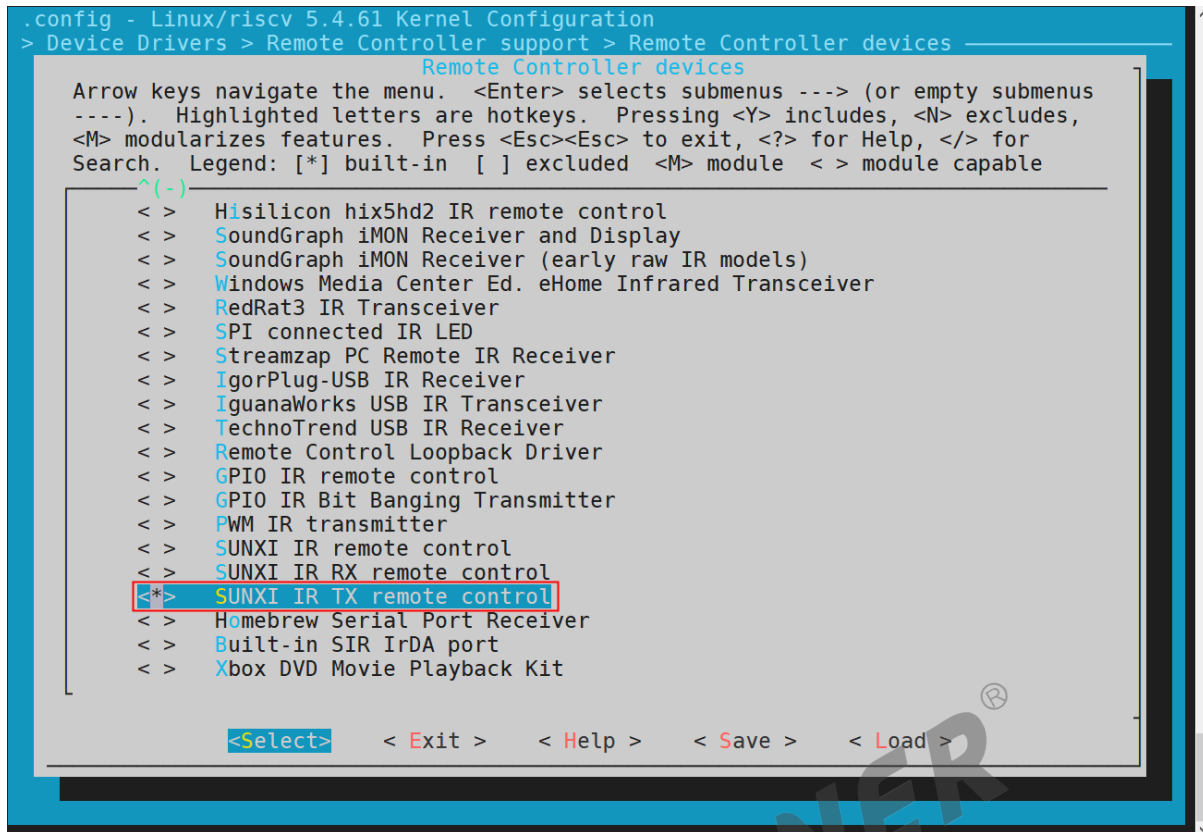 .config - Linux/riscv 5.4.61 Kernel Configuration
> Device Drivers > Remote Controller support > Remote Controller devices
Remote Controller devices
Arrow keys navigate the menu. <Enter> selects submenus ---> (or empty submenus
----). Highlighted letters are hotkeys. Pressing <Y> includes, <N> excludes,
<M> modularizes features. Press <Esc><Esc> to exit, <?> for Help, </> for
Search. Legend: [*] built-in [ ] excluded <M> module < > module capable
^(-)
< > Hisilicon hix5hd2 IR remote control
< > SoundGraph iMON Receiver and Display
< > SoundGraph iMON Receiver (early raw IR models)
< > Windows Media Center Ed. eHome Infrared Transceiver
< > RedRat3 IR Transceiver
< > SPI connected IR LED
< > Streamzap PC Remote IR Receiver
< > IgorPlug-USB IR Receiver
< > IguanaWorks USB IR Transceiver
< > TechnoTrend USB IR Receiver
< > Remote Control Loopback Driver
< > GPIO IR remote control
< > GPIO IR Bit Banging Transmitter
< > PWM IR transmitter
< > SUNXI IR remote control
< > SUNXI IR RX remote control
<*> SUNXI IR TX remote control
< > Homebrew Serial Port Receiver
< > Built-in SIR IrDA port
< > Xbox DVD Movie Playback Kit
<Select> < Exit > < Help > < Save > < Load >